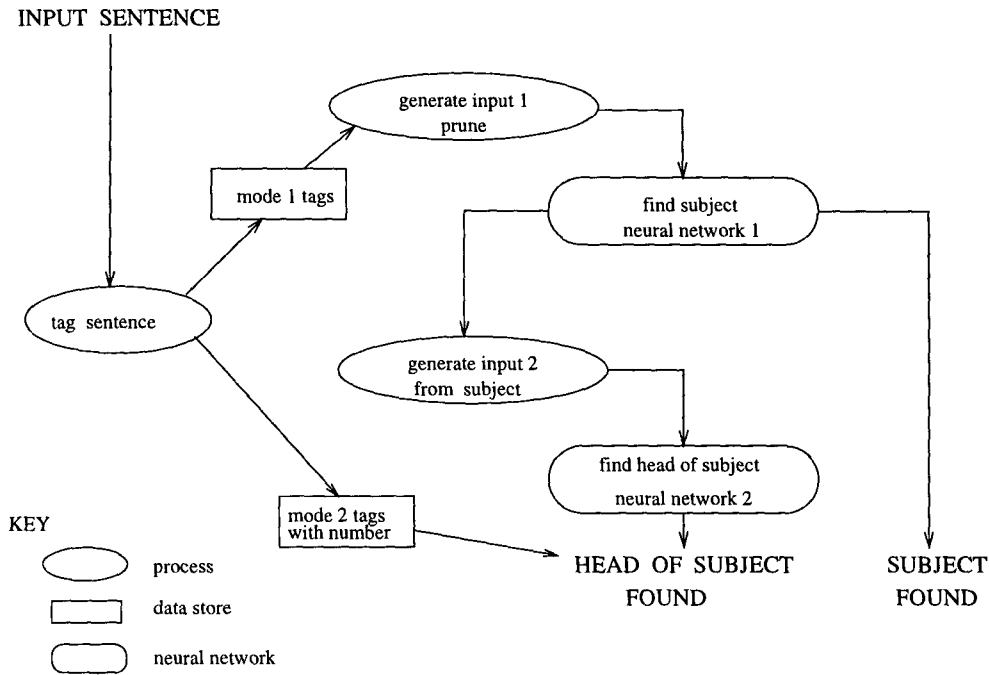 INPUT SENTENCE
generate input 1
prune
mode 1 tags
find subject
neural network 1
tag sentence
generate input 2
from subject
find head of subject
neural network 2
mode 2 tags
with number
HEAD OF SUBJECT
FOUND
SUBJECT
FOUND
KEY
process
data store
neural network